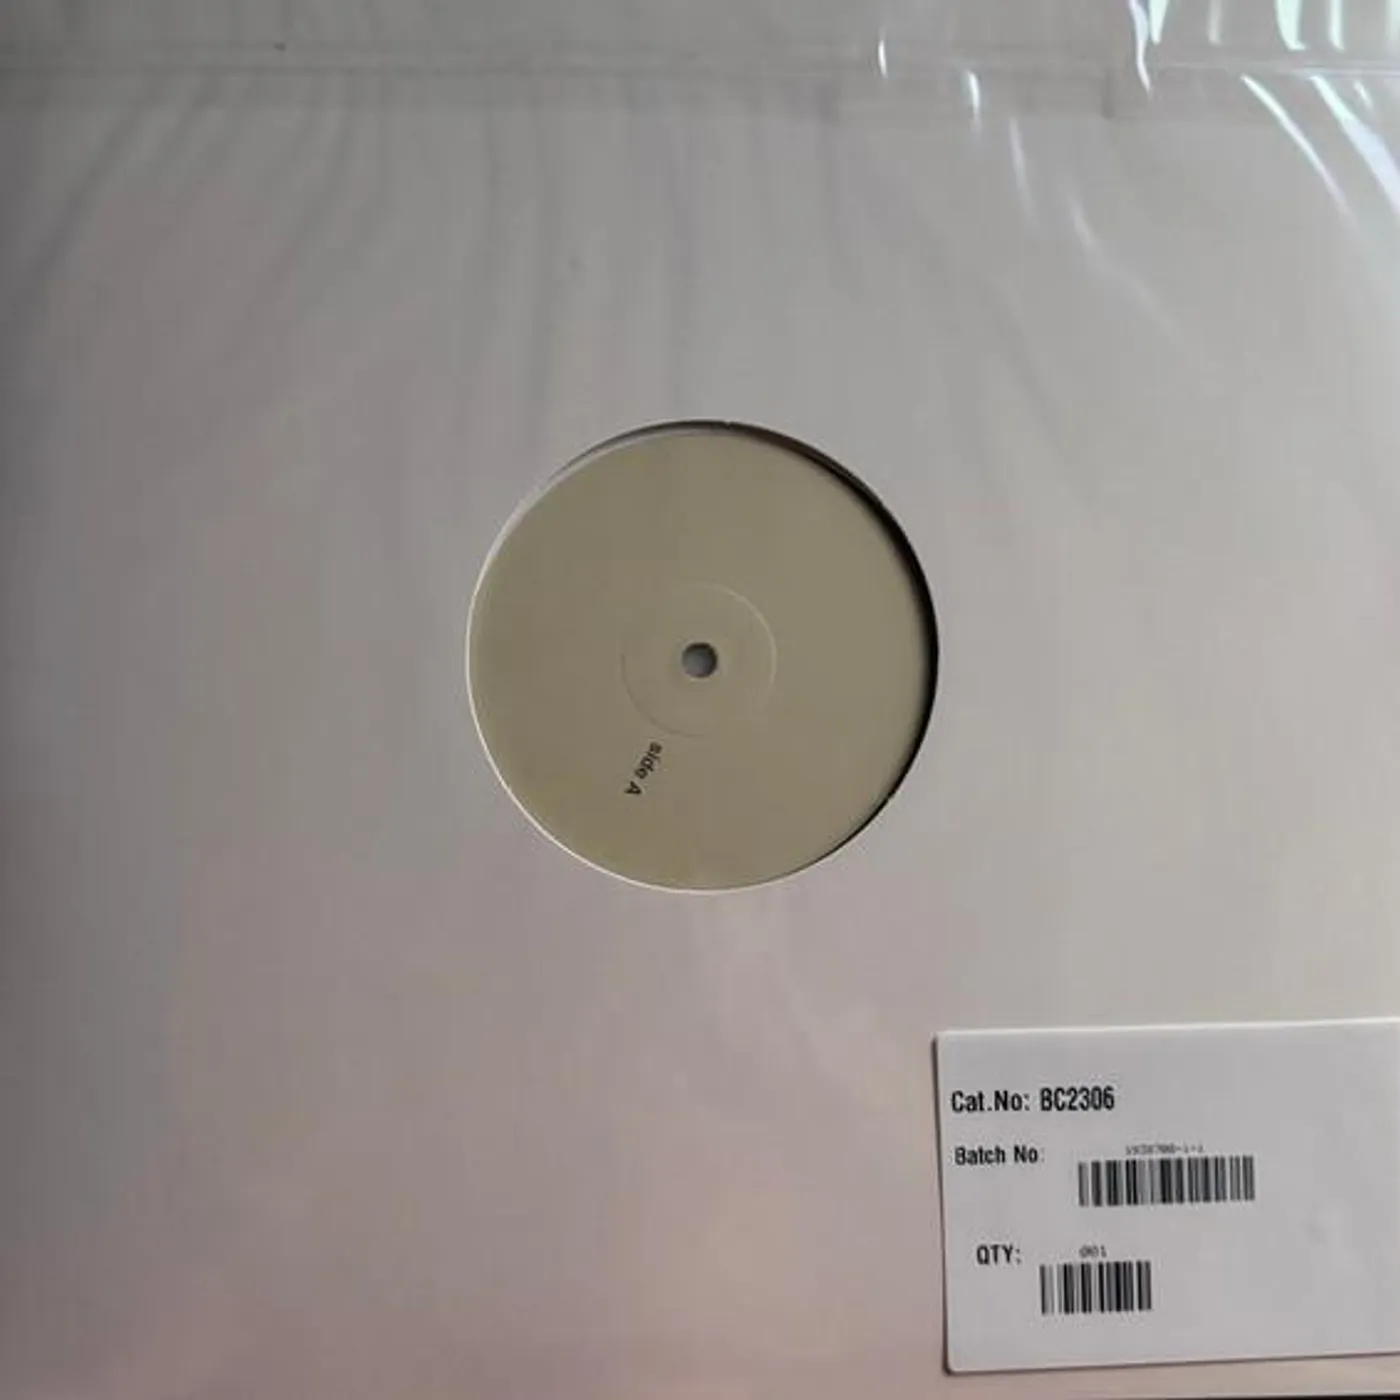 side A
Cat.No: BC2306
Batch No:
QTY: 001